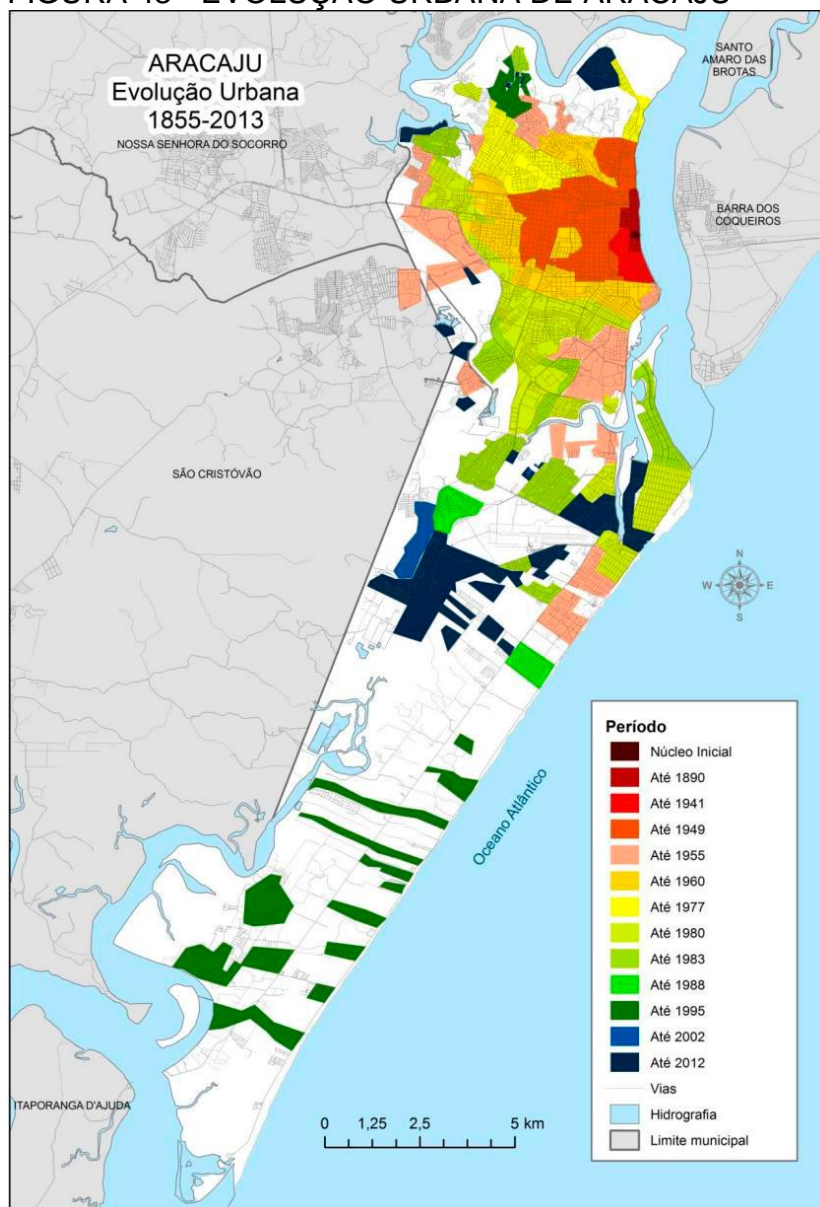 FIGURA 43 - EVOLUÇÃO URBANA DE ARACAJU
ARACAJU
Evolução Urbana
1855-2013
SANTO
AMARO DAS
BROTAS
NOSSA SENHORA DO SOCORRO
BARRA DOS
COQUEIROS
SÃO CRISTÓVÃO
N
W
E
S
Oceano Atlântico
Período
Núcleo Inicial
Até 1890
Até 1941
Até 1949
Até 1955
Até 1960
Até 1977
Até 1980
Até 1983
Até 1988
Até 1995
Até 2002
Até 2012
Vias
Hidrografia
Limite municipal
ITAPORANGA D'AJUDA
0 1,25 2,5 5 km